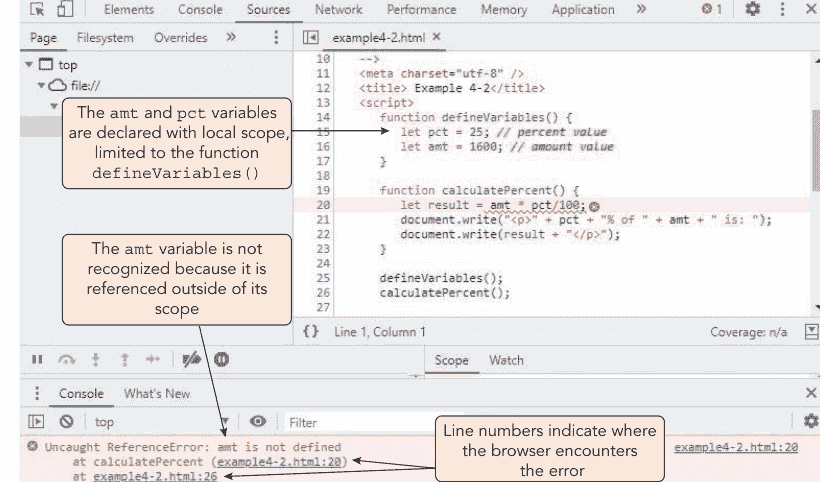 Elements Console Sources Network Performance Memory Application » 1
Page Filesystem Overrides »
example4-2.html ×
top
file://
The amt and pct variables
are declared with local scope,
limited to the function
defineVariables()
10 -->
11 <meta charset="utf-8" />
12 <title> Example 4-2</title>
13 <script>
14 function defineVariables() {
15 let pct = 25; // percent value
16 let amt = 1600; // amount value
17 }
18
19 function calculatePercent() {
20 let result = amt * pct/100;
21 document.write("<p>" + pct + "% of " + amt + " is: ");
22 document.write(result + "</p>");
23 }
24
25 defineVariables();
26 calculatePercent();
27
The amt variable is not
recognized because it is
referenced outside of its
scope
{} Line 1, Column 1 Coverage: n/a
Scope Watch
Console What's New
top Filter
Uncaught ReferenceError: amt is not defined example4-2.html:20
at calculatePercent (example4-2.html:20)
at example4-2.html:26
Line numbers indicate where
the browser encounters
the error